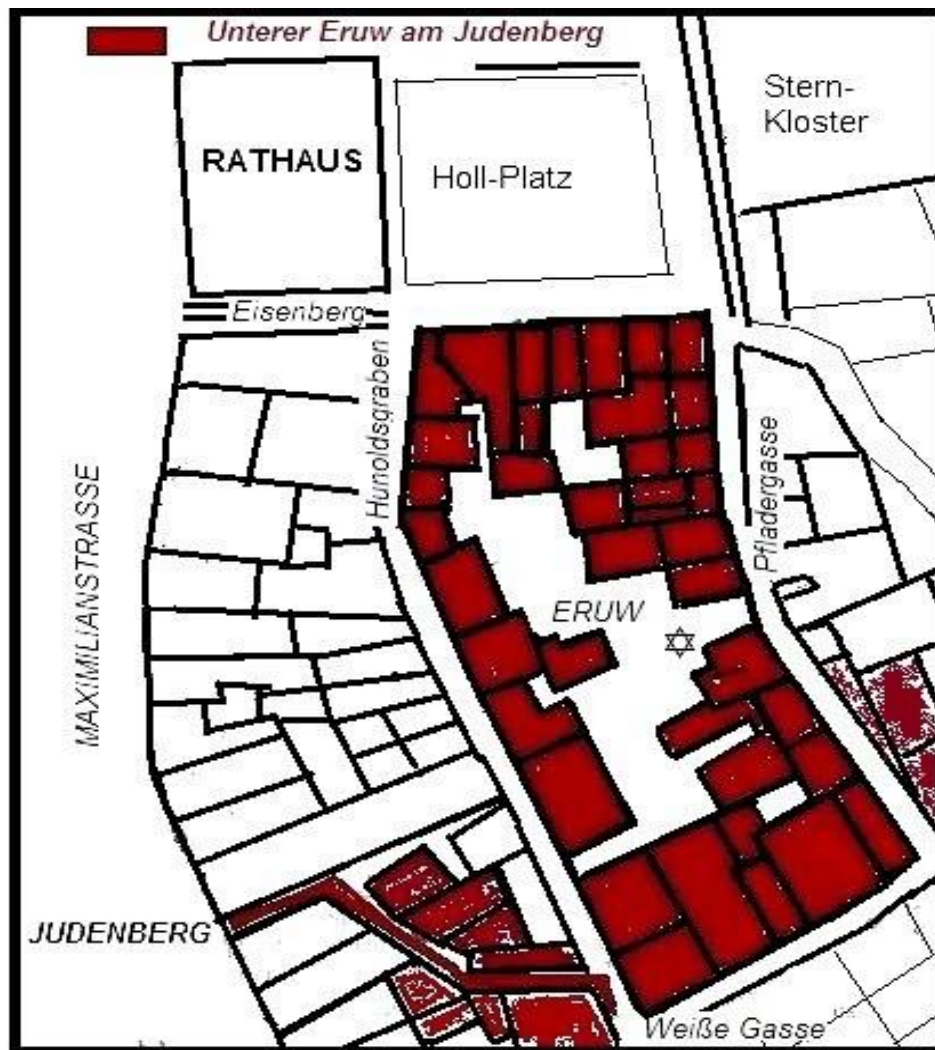 Unterer Eruw am Judenberg
Stern-
Kloster
RATHAUS
Holl-Platz
Eisenberg
Hunoldsgraben
Pfladergasse
MAXIMILIANSTRASSE
ERUW
JUDENBERG
Weiße Gasse